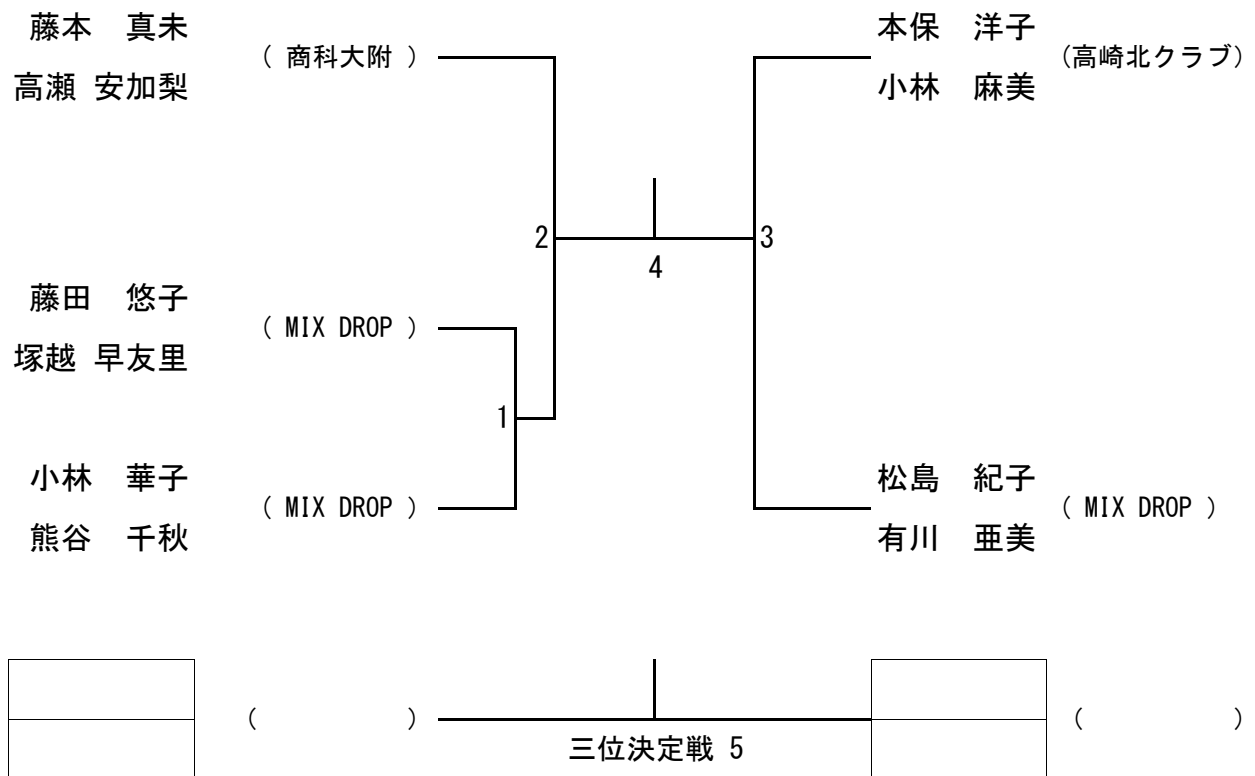 藤本　真未
( 商科大附 )
高瀬 安加梨
本保　洋子
(高崎北クラブ)
小林　麻美
2
3
4
藤田　悠子
( MIX DROP )
塚越 早友里
1
小林　華子
( MIX DROP )
熊谷　千秋
松島　紀子
( MIX DROP )
有川　亜美
(　　　　　)
(　　　　　)
三位決定戦 5